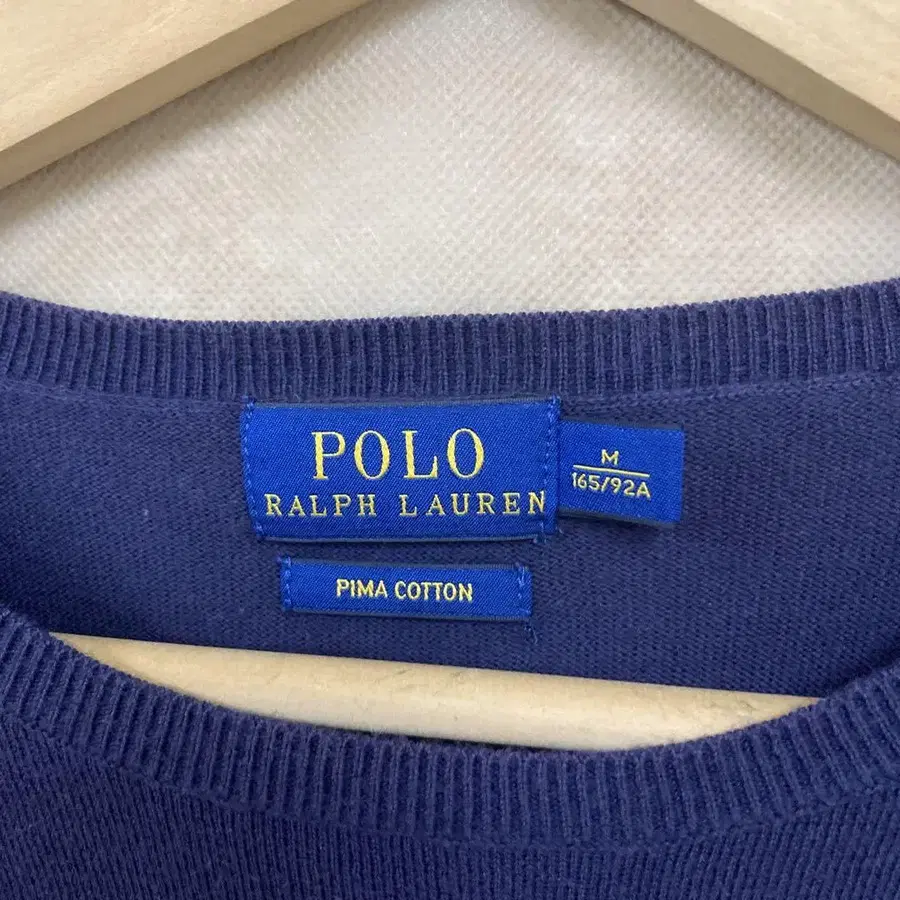 POLO
RALPH LAUREN
M
165/92A
PIMA COTTON